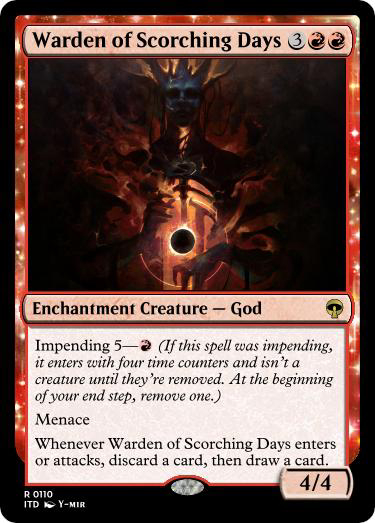 Warden of Scorching Days 3
Enchantment Creature — God
Impending 5— (If this spell was impending,
it enters with four time counters and isn't a
creature until they're removed. At the beginning
of your end step, remove one.)
Menace
Whenever Warden of Scorching Days enters
or attacks, discard a card, then draw a card.
4/4
R 0110
ITD Y-MIR